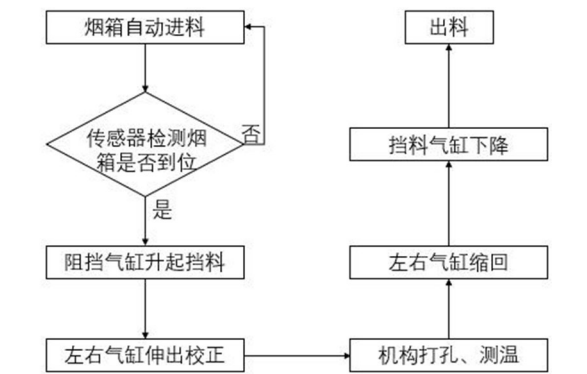 烟箱自动进料
传感器检测烟
箱是否到位
否
是
阻挡气缸升起挡料
左右气缸伸出校正
机构打孔、测温
左右气缸缩回
挡料气缸下降
出料